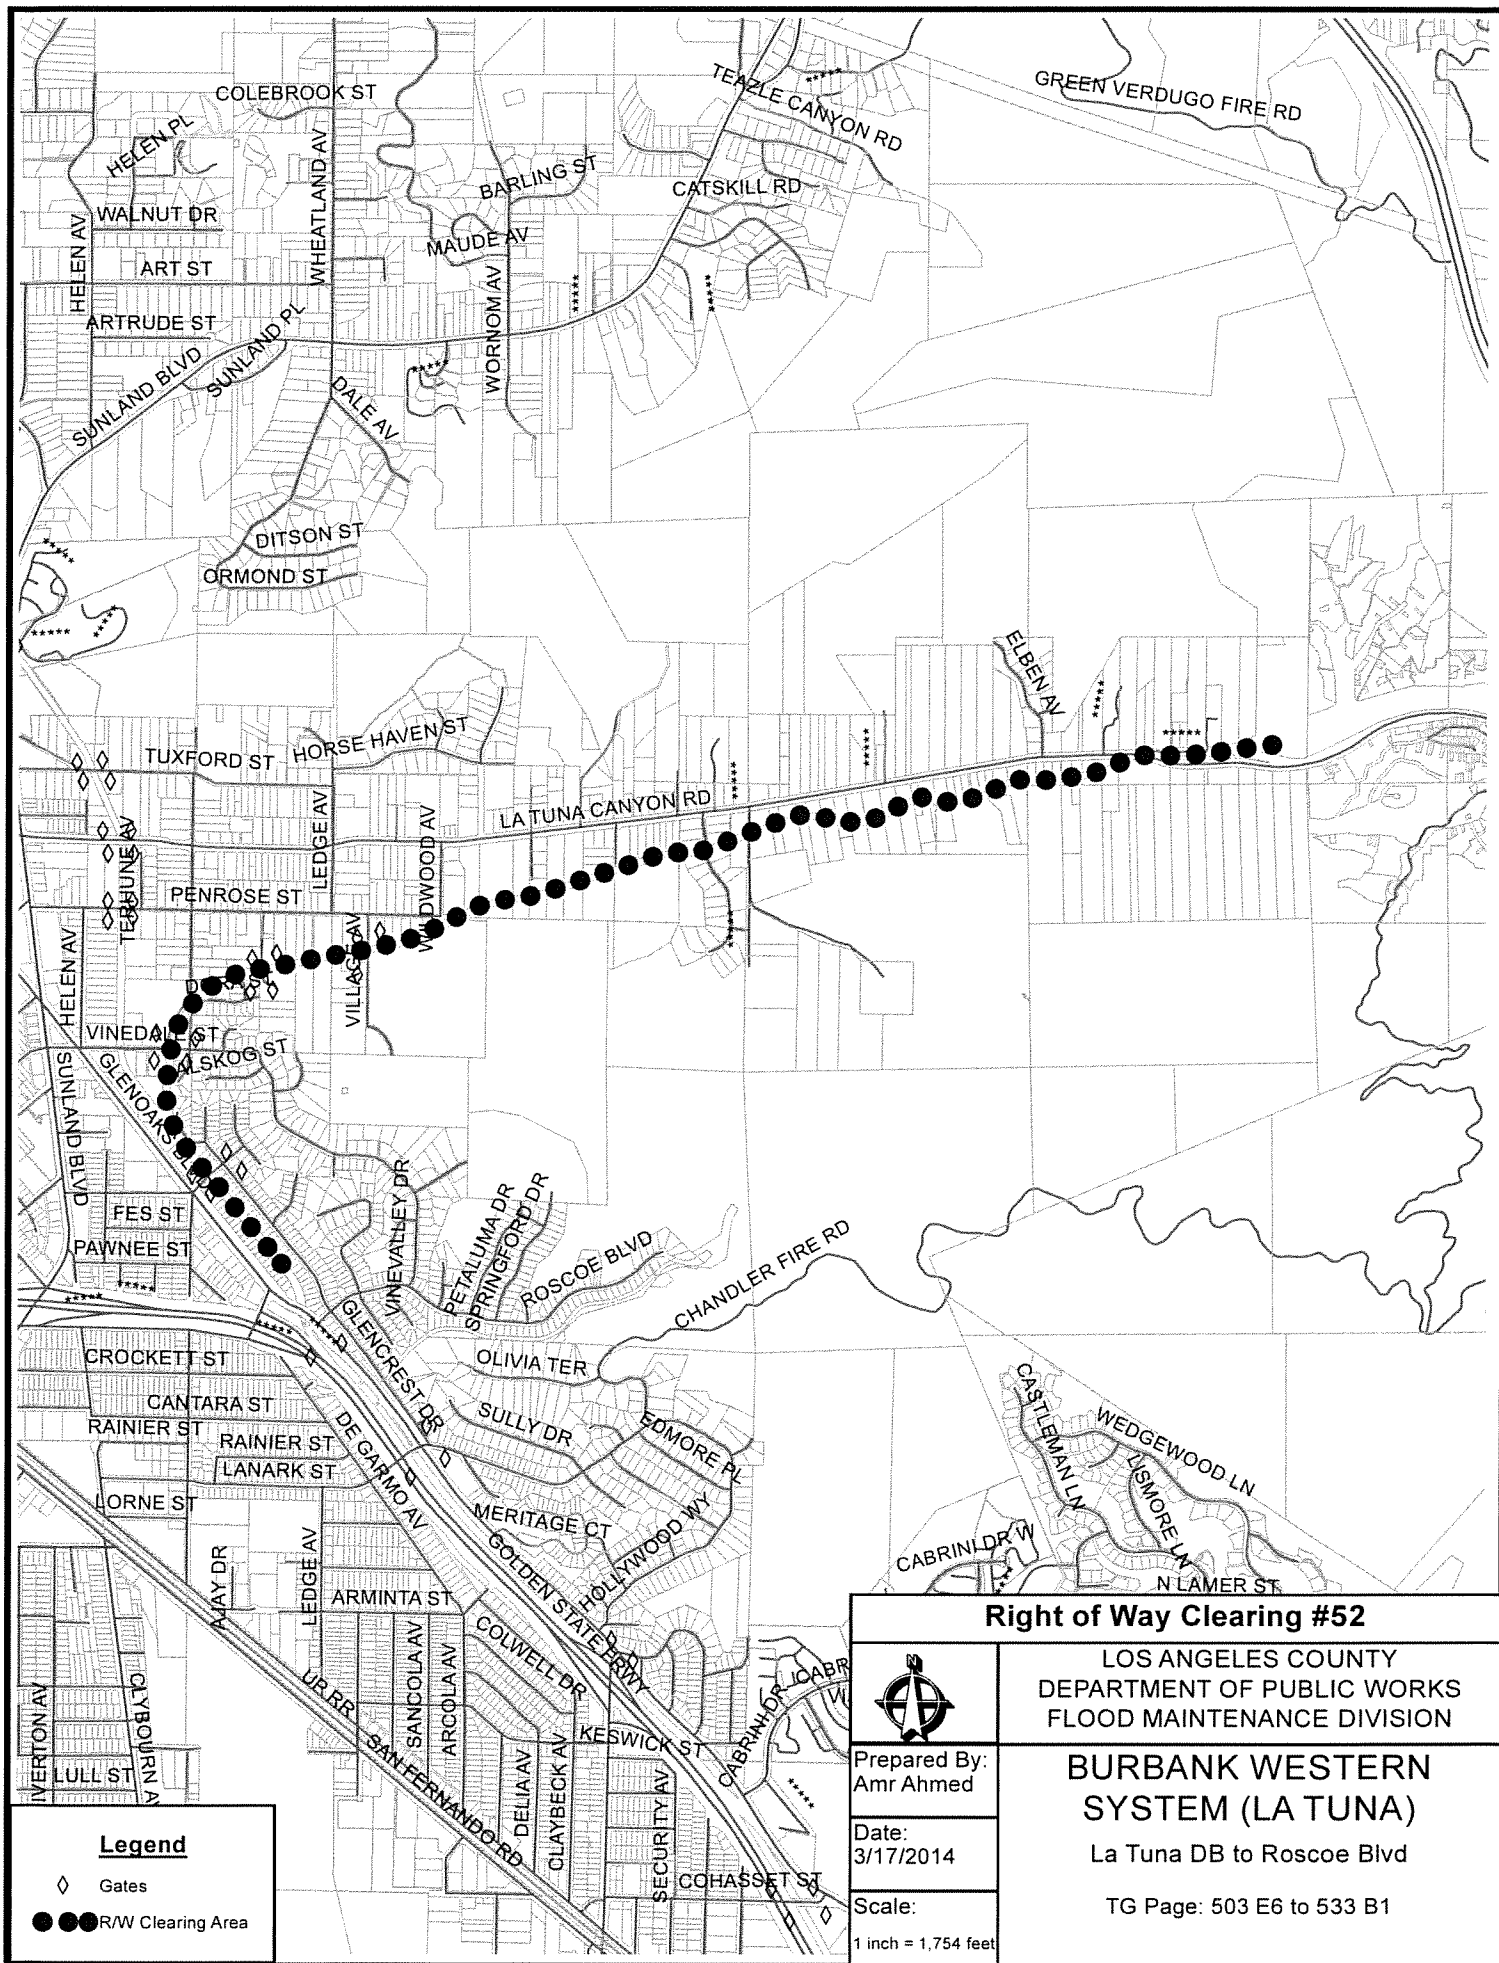 COLEBROOK ST
TEAZLE CANYON RD
GREEN VERDUGO FIRE RD
HELEN PL
WHEATLAND AV
BARLING ST
CATSKILL RD
WALNUT DR
HELEN AV
MAUDE AV
ART ST
WORNOM AV
ARTRUDE ST
SUNLAND PL
SUNLAND BLVD
DALE AV
DITSON ST
ORMOND ST
ELBEN AV
TUXFORD ST
HORSE HAVEN ST
LA TUNA CANYON RD
LEDGE AV
TERHUNE AV
WILDWOOD AV
PENROSE ST
HELEN AV
VILLAGE AV
VINEDALE ST
ALSKOG ST
SUNLAND BLVD
GLENOAKS BLVD
FES ST
PAWNEE ST
VINEVALLEY DR
PETALUMA DR
SPRINGFORD DR
ROSCOE BLVD
CHANDLER FIRE RD
GLENCREST DR
CROCKETT ST
OLIVIA TER
CANTARA ST
RAINIER ST
RAINIER ST
LANARK ST
DE GARMO AV
SULLY DR
EDMORE PL
CASTLEMAN LN
WEDGEWOOD LN
LISMORE LN
LORNE ST
MERITAGE CT
HOLLYWOOD WY
GOLDEN STATE FRWY
CABRINI DR W
N LAMER ST
AJAY DR
LEDGE AV
ARMINTA ST
SANCOLA AV
ARCOLA AV
COLWELL DR
UR RR
SAN FERNANDO RD
IVERTON AV
CLYBOURN AV
LULL ST
DELIA AV
CLAYBECK AV
KESWICK ST
SECURITY AV
CABRINI DR
CABR
COHASSET ST
Legend
Gates
R/W Clearing Area
Right of Way Clearing #52
N
LOS ANGELES COUNTY
DEPARTMENT OF PUBLIC WORKS
FLOOD MAINTENANCE DIVISION
Prepared By:
Amr Ahmed
Date:
3/17/2014
Scale:
1 inch = 1,754 feet
BURBANK WESTERN
SYSTEM (LA TUNA)
La Tuna DB to Roscoe Blvd
TG Page: 503 E6 to 533 B1